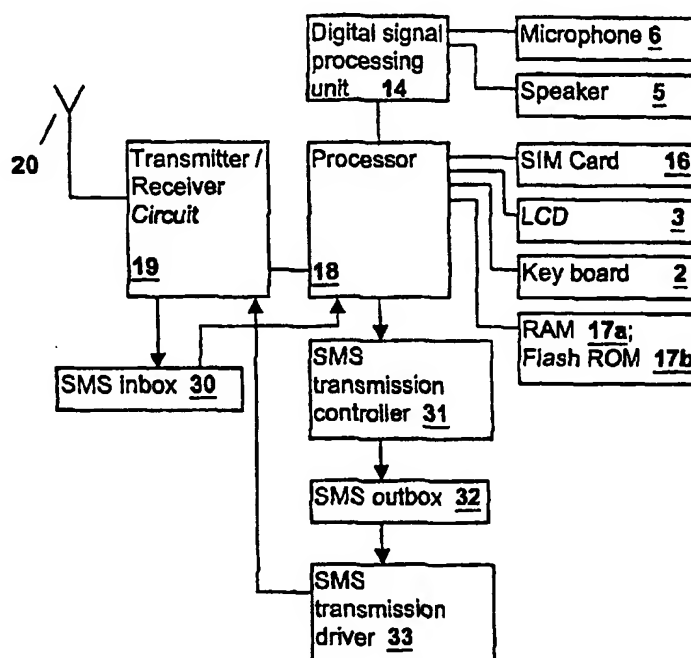 Digital signal
processing
unit 14
Microphone 6
Speaker 5
20
Transmitter /
Receiver
Circuit
19
Processor
18
SIM Card 16
LCD 3
Key board 2
RAM 17a;
Flash ROM 17b
SMS inbox 30
SMS
transmission
controller 31
SMS outbox 32
SMS
transmission
driver 33